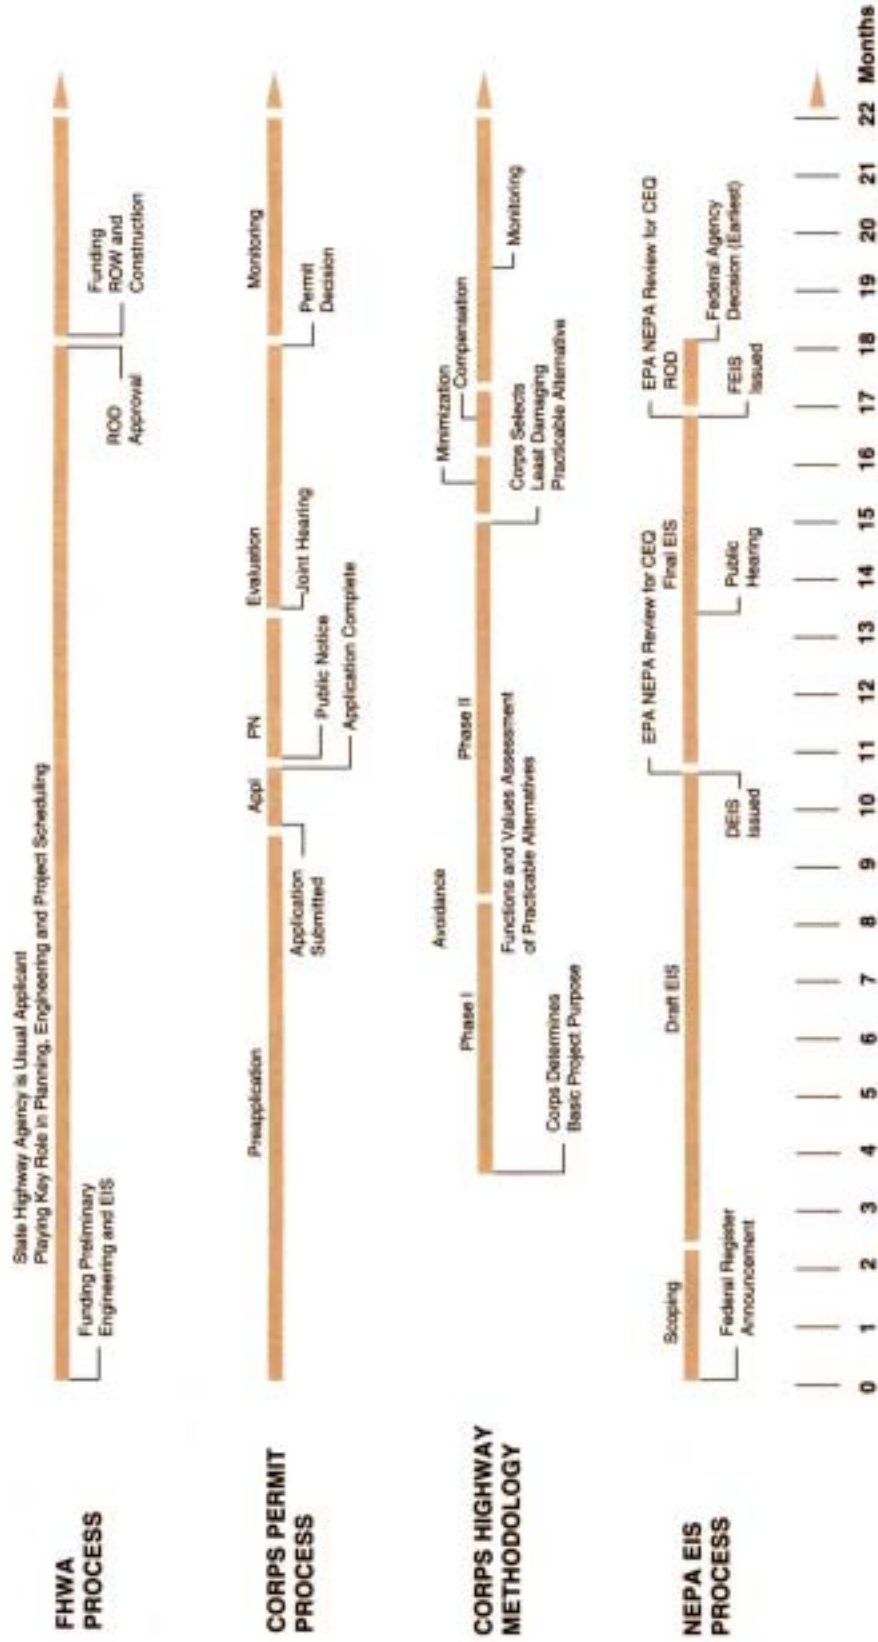 FHWA
PROCESS
State Highway Agency is Usual Applicant
Playing Key Role in Planning, Engineering and Project Scheduling
Funding Preliminary
Engineering and EIS
ROD
Approval
Funding
ROW and
Construction
CORPS PERMIT
PROCESS
Preapplication
Appl
PN
Evaluation
Monitoring
Application
Submitted
Public Notice
Application Complete
Joint Hearing
Permit
Decision
CORPS HIGHWAY
METHODOLOGY
Avoidance
Minimization
Compensation
Phase I
Phase II
Corps Determines
Basic Project Purpose
Functions and Values Assessment
of Practicable Alternatives
Corps Selects
Least Damaging
Practicable Alternative
Monitoring
NEPA EIS
PROCESS
EPA NEPA Review for CEQ
EPA NEPA Review for CEQ
Scoping
Draft EIS
Final EIS
ROD
Federal Register
Announcement
DEIS
Issued
Public
Hearing
FEIS
Issued
Federal Agency
Decision (Earliest)
0 1 2 3 4 5 6 7 8 9 10 11 12 13 14 15 16 17 18 19 20 21 22 Months